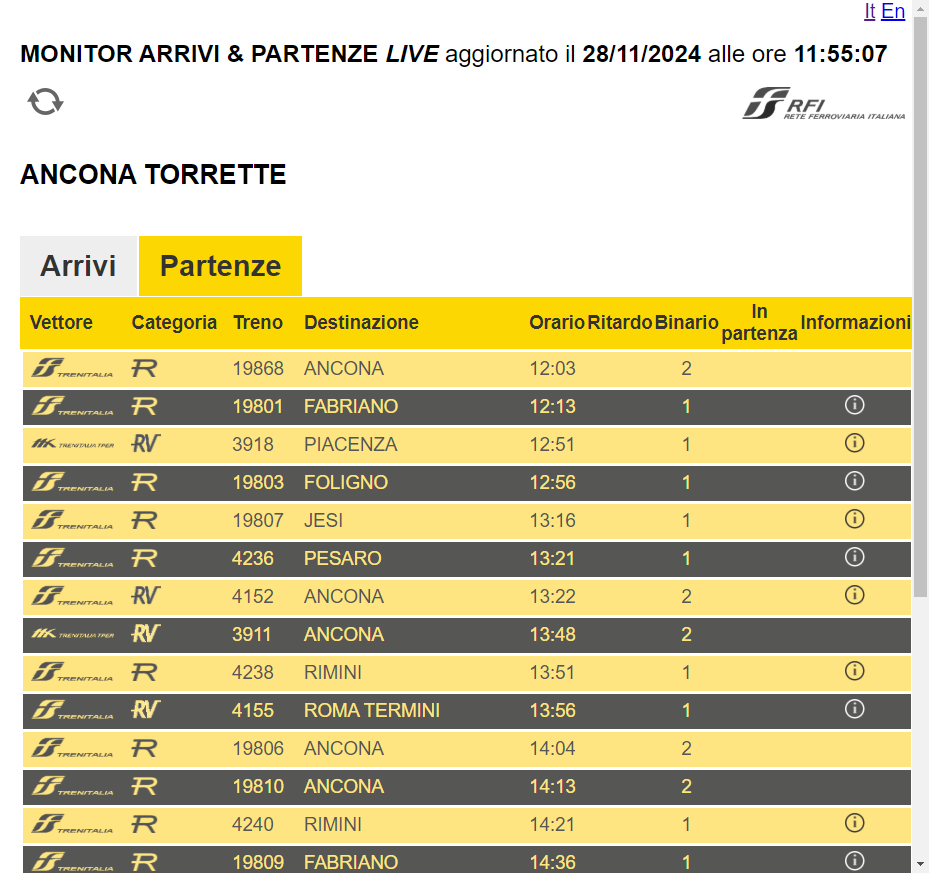 It En
MONITOR ARRIVI & PARTENZE LIVE aggiornato il 28/11/2024 alle ore 11:55:07
RFI
RETE FERROVIARIA ITALIANA
ANCONA TORRETTE
Arrivi Partenze
Vettore Categoria Treno Destinazione Orario Ritardo Binario In partenza Informazioni
TRENITALIA R 19868 ANCONA 12:03 2
TRENITALIA R 19801 FABRIANO 12:13 1
TRENITALIA TPER RV 3918 PIACENZA 12:51 1
TRENITALIA R 19803 FOLIGNO 12:56 1
TRENITALIA R 19807 JESI 13:16 1
TRENITALIA R 4236 PESARO 13:21 1
TRENITALIA RV 4152 ANCONA 13:22 2
TRENITALIA TPER RV 3911 ANCONA 13:48 2
TRENITALIA R 4238 RIMINI 13:51 1
TRENITALIA RV 4155 ROMA TERMINI 13:56 1
TRENITALIA R 19806 ANCONA 14:04 2
TRENITALIA R 19810 ANCONA 14:13 2
TRENITALIA R 4240 RIMINI 14:21 1
TRENITALIA R 19809 FABRIANO 14:36 1